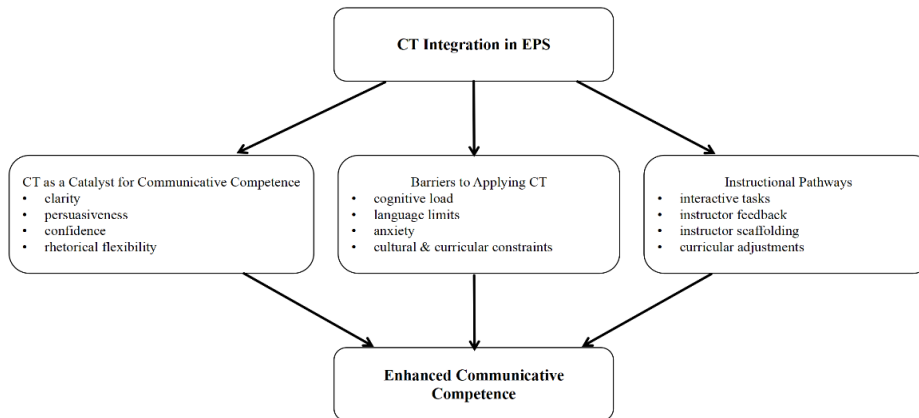 CT Integration in EPS
CT as a Catalyst for Communicative Competence
• clarity
• persuasiveness
• confidence
• rhetorical flexibility
Barriers to Applying CT
• cognitive load
• language limits
• anxiety
• cultural & curricular constraints
Instructional Pathways
• interactive tasks
• instructor feedback
• instructor scaffolding
• curricular adjustments
Enhanced Communicative
Competence